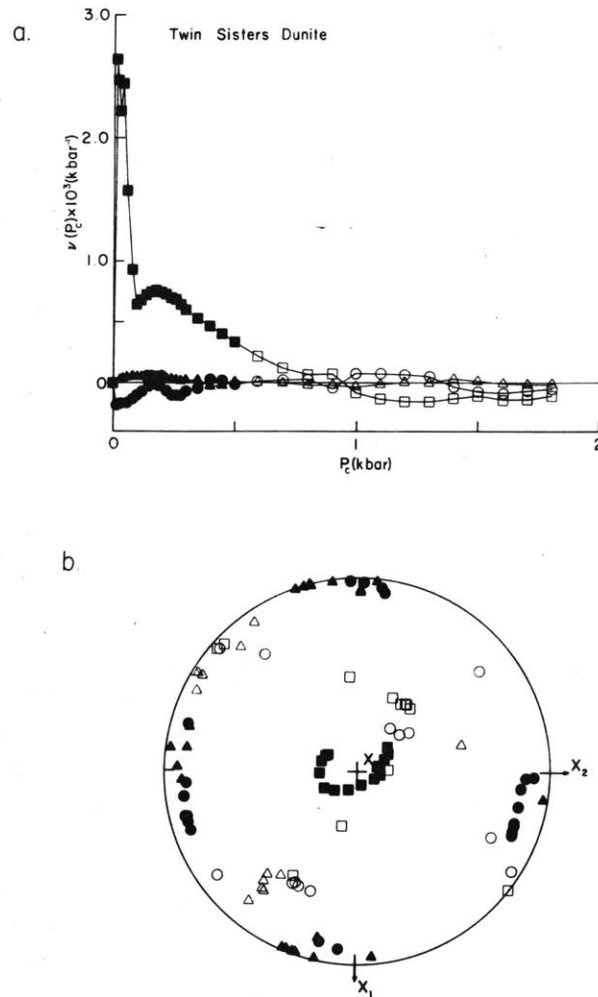 a.
Twin Sisters Dunite
3.0
2.0
1.0
0
ν(Pc)×10³(kbar⁻¹)
0
1
2
Pc(kbar)
b.
X
X₂
X₁